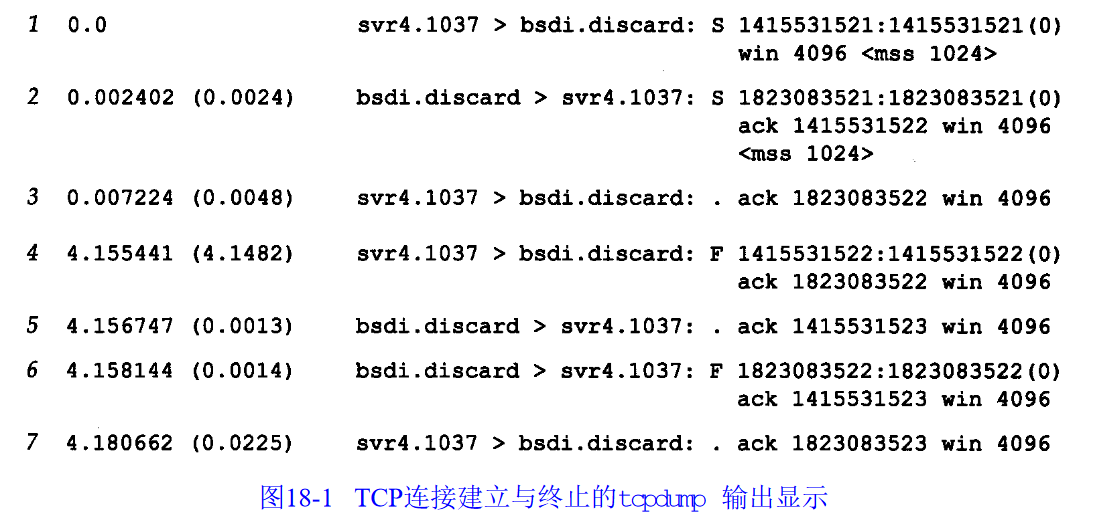 1 0.0 svr4.1037 > bsdi.discard: S 1415531521:1415531521(0)
win 4096 <mss 1024>
2 0.002402 (0.0024) bsdi.discard > svr4.1037: S 1823083521:1823083521(0)
ack 1415531522 win 4096
<mss 1024>
3 0.007224 (0.0048) svr4.1037 > bsdi.discard: . ack 1823083522 win 4096
4 4.155441 (4.1482) svr4.1037 > bsdi.discard: F 1415531522:1415531522(0)
ack 1823083522 win 4096
5 4.156747 (0.0013) bsdi.discard > svr4.1037: . ack 1415531523 win 4096
6 4.158144 (0.0014) bsdi.discard > svr4.1037: F 1823083522:1823083522(0)
ack 1415531523 win 4096
7 4.180662 (0.0225) svr4.1037 > bsdi.discard: . ack 1823083523 win 4096
图18-1 TCP连接建立与终止的tcpdump 输出显示